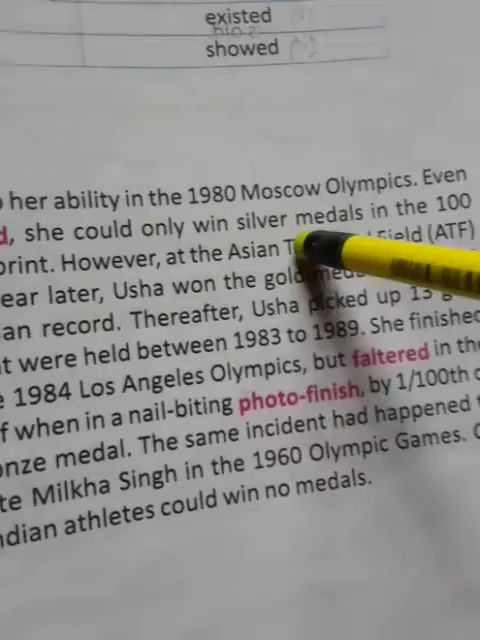 existed
showed
her ability in the 1980 Moscow Olympics. Even
d, she could only win silver medals in the 100
print. However, at the Asian Field (ATF)
ear later, Usha won the gold
an record. Thereafter, Usha picked up 13 g
t were held between 1983 to 1989. She finished
e 1984 Los Angeles Olympics, but faltered in the
f when in a nail-biting photo-finish, by 1/100th o
onze medal. The same incident had happened t
te Milkha Singh in the 1960 Olympic Games. O
ndian athletes could win no medals.